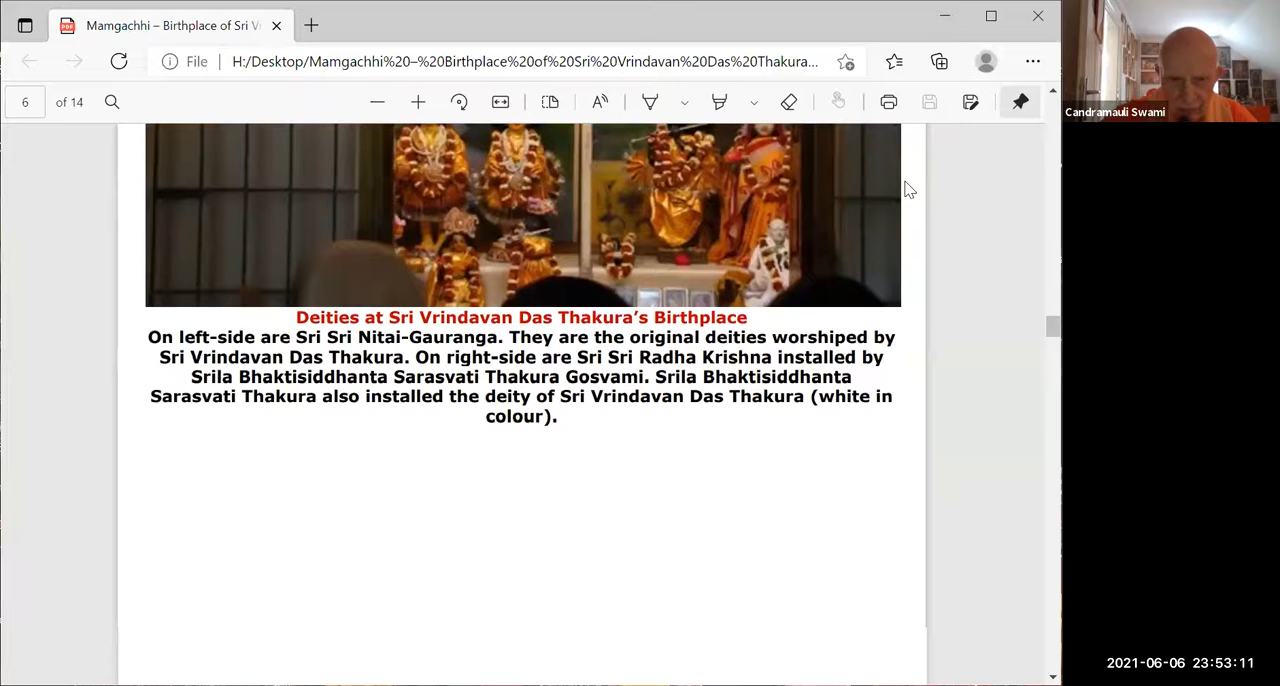 Mamgachhi – Birthplace of Sri V
File
H:/Desktop/Mamgachhi%20–%20Birthplace%20of%20Sri%20Vrindavan%20Das%20Thakura...
6 of 14
Candramauli Swami
Deities at Sri Vrindavan Das Thakura’s Birthplace
On left-side are Sri Sri Nitai-Gauranga. They are the original deities worshiped by
Sri Vrindavan Das Thakura. On right-side are Sri Sri Radha Krishna installed by
Srila Bhaktisiddhanta Sarasvati Thakura Gosvami. Srila Bhaktisiddhanta
Sarasvati Thakura also installed the deity of Sri Vrindavan Das Thakura (white in
colour).
2021-06-06 23:53:11